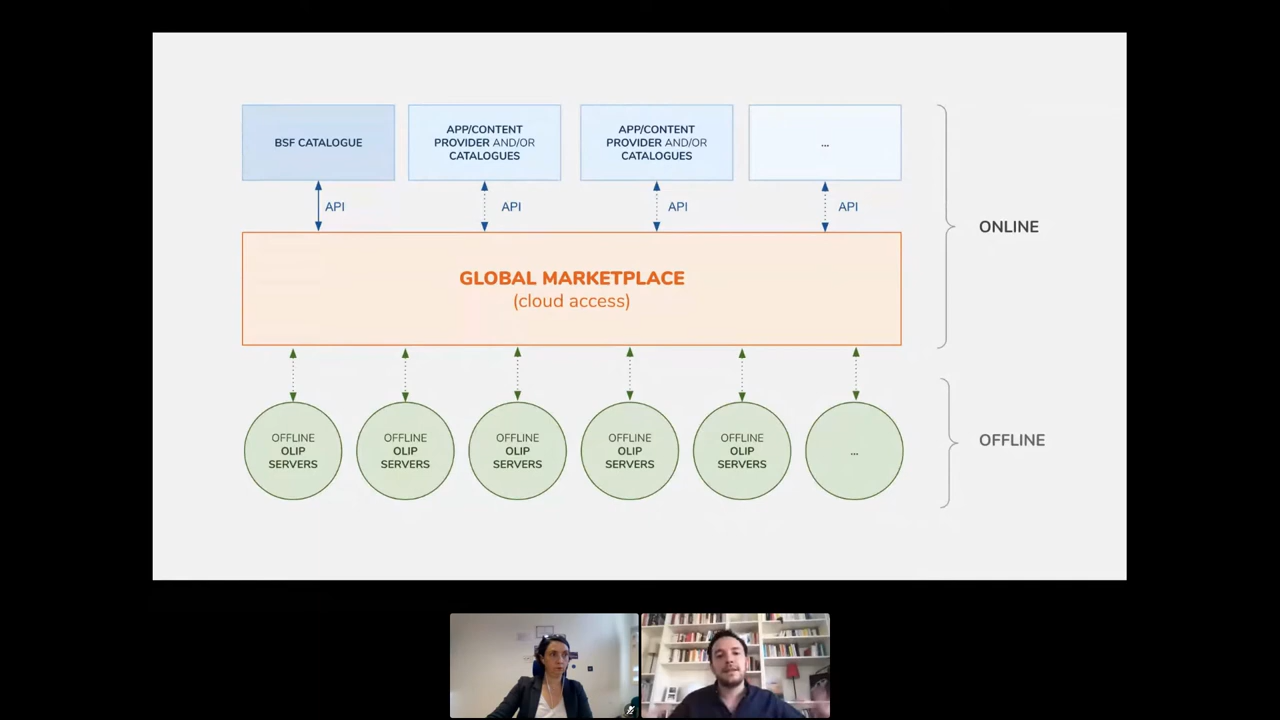 BSF CATALOGUE
APP/CONTENT
PROVIDER AND/OR
CATALOGUES
APP/CONTENT
PROVIDER AND/OR
CATALOGUES
...
API
API
API
API
ONLINE
GLOBAL MARKETPLACE
(cloud access)
OFFLINE
OLIP
SERVERS
OFFLINE
OLIP
SERVERS
OFFLINE
OLIP
SERVERS
OFFLINE
OLIP
SERVERS
OFFLINE
OLIP
SERVERS
...
OFFLINE